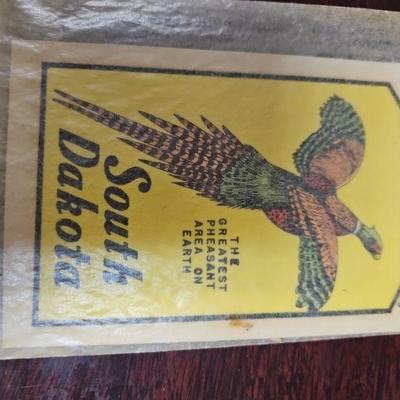 THE
GREATEST
PHEASANT
AREA ON
EARTH
South
Dakota